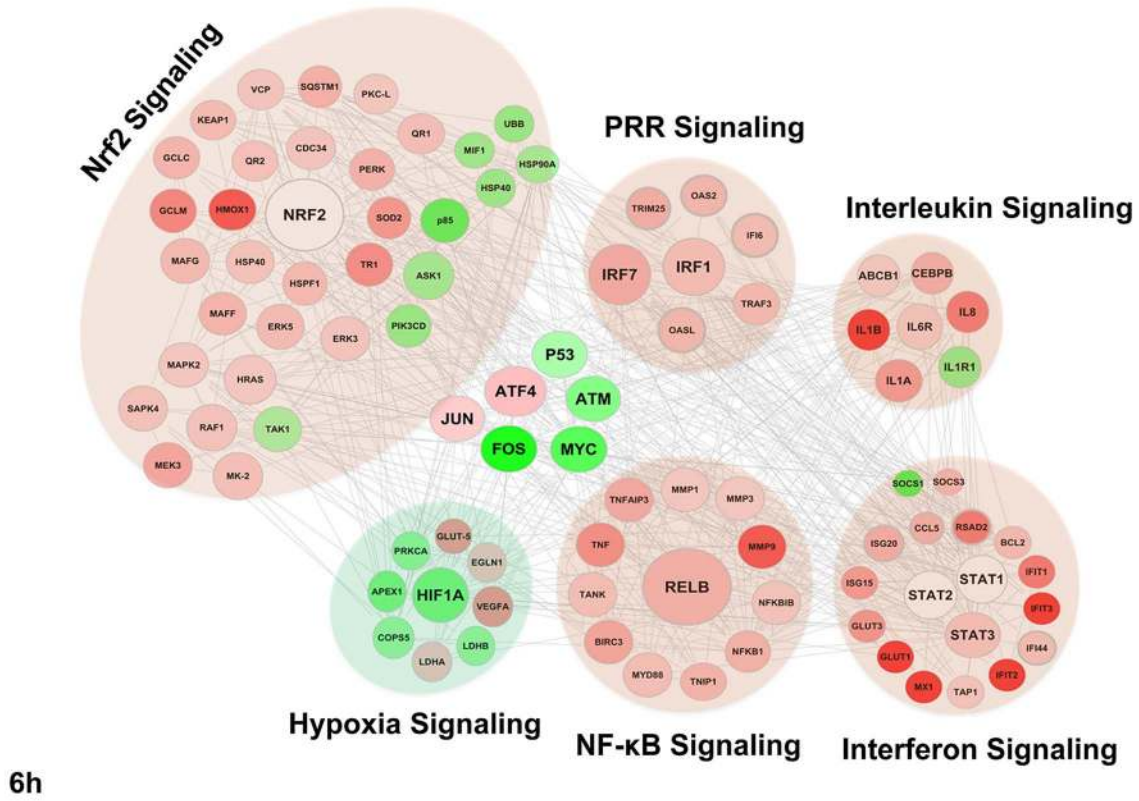 Nrf2 Signaling
VCP
SQSTM1
PKC-L
KEAP1
QR1
UBB
CDC34
MIF1
GCLC
QR2
PERK
HSP90A
HSP40
GCLM
HMOX1
NRF2
SOD2
p85
MAFG
HSP40
TR1
ASK1
HSPF1
MAFF
ERK5
ERK3
PIK3CD
MAPK2
HRAS
SAPK4
RAF1
TAK1
MEK3
MK-2
PRR Signaling
OAS2
TRIM25
IFI6
IRF7
IRF1
TRAF3
OASL
Interleukin Signaling
ABCB1
CEBPB
IL1B
IL6R
IL8
IL1A
IL1R1
P53
ATF4
ATM
JUN
FOS
MYC
Hypoxia Signaling
GLUT-5
PRKCA
EGLN1
APEX1
HIF1A
VEGFA
COPS5
LDHB
LDHA
NF-κB Signaling
MMP1
TNFAIP3
MMP3
TNF
MMP9
RELB
TANK
NFKBIB
BIRC3
NFKB1
MYD88
TNIP1
Interferon Signaling
SOCS1
SOCS3
CCL5
RSAD2
ISG20
BCL2
IFIT1
ISG15
STAT1
STAT2
IFIT3
GLUT3
STAT3
IFI44
GLUT1
IFIT2
MX1
TAP1
6h